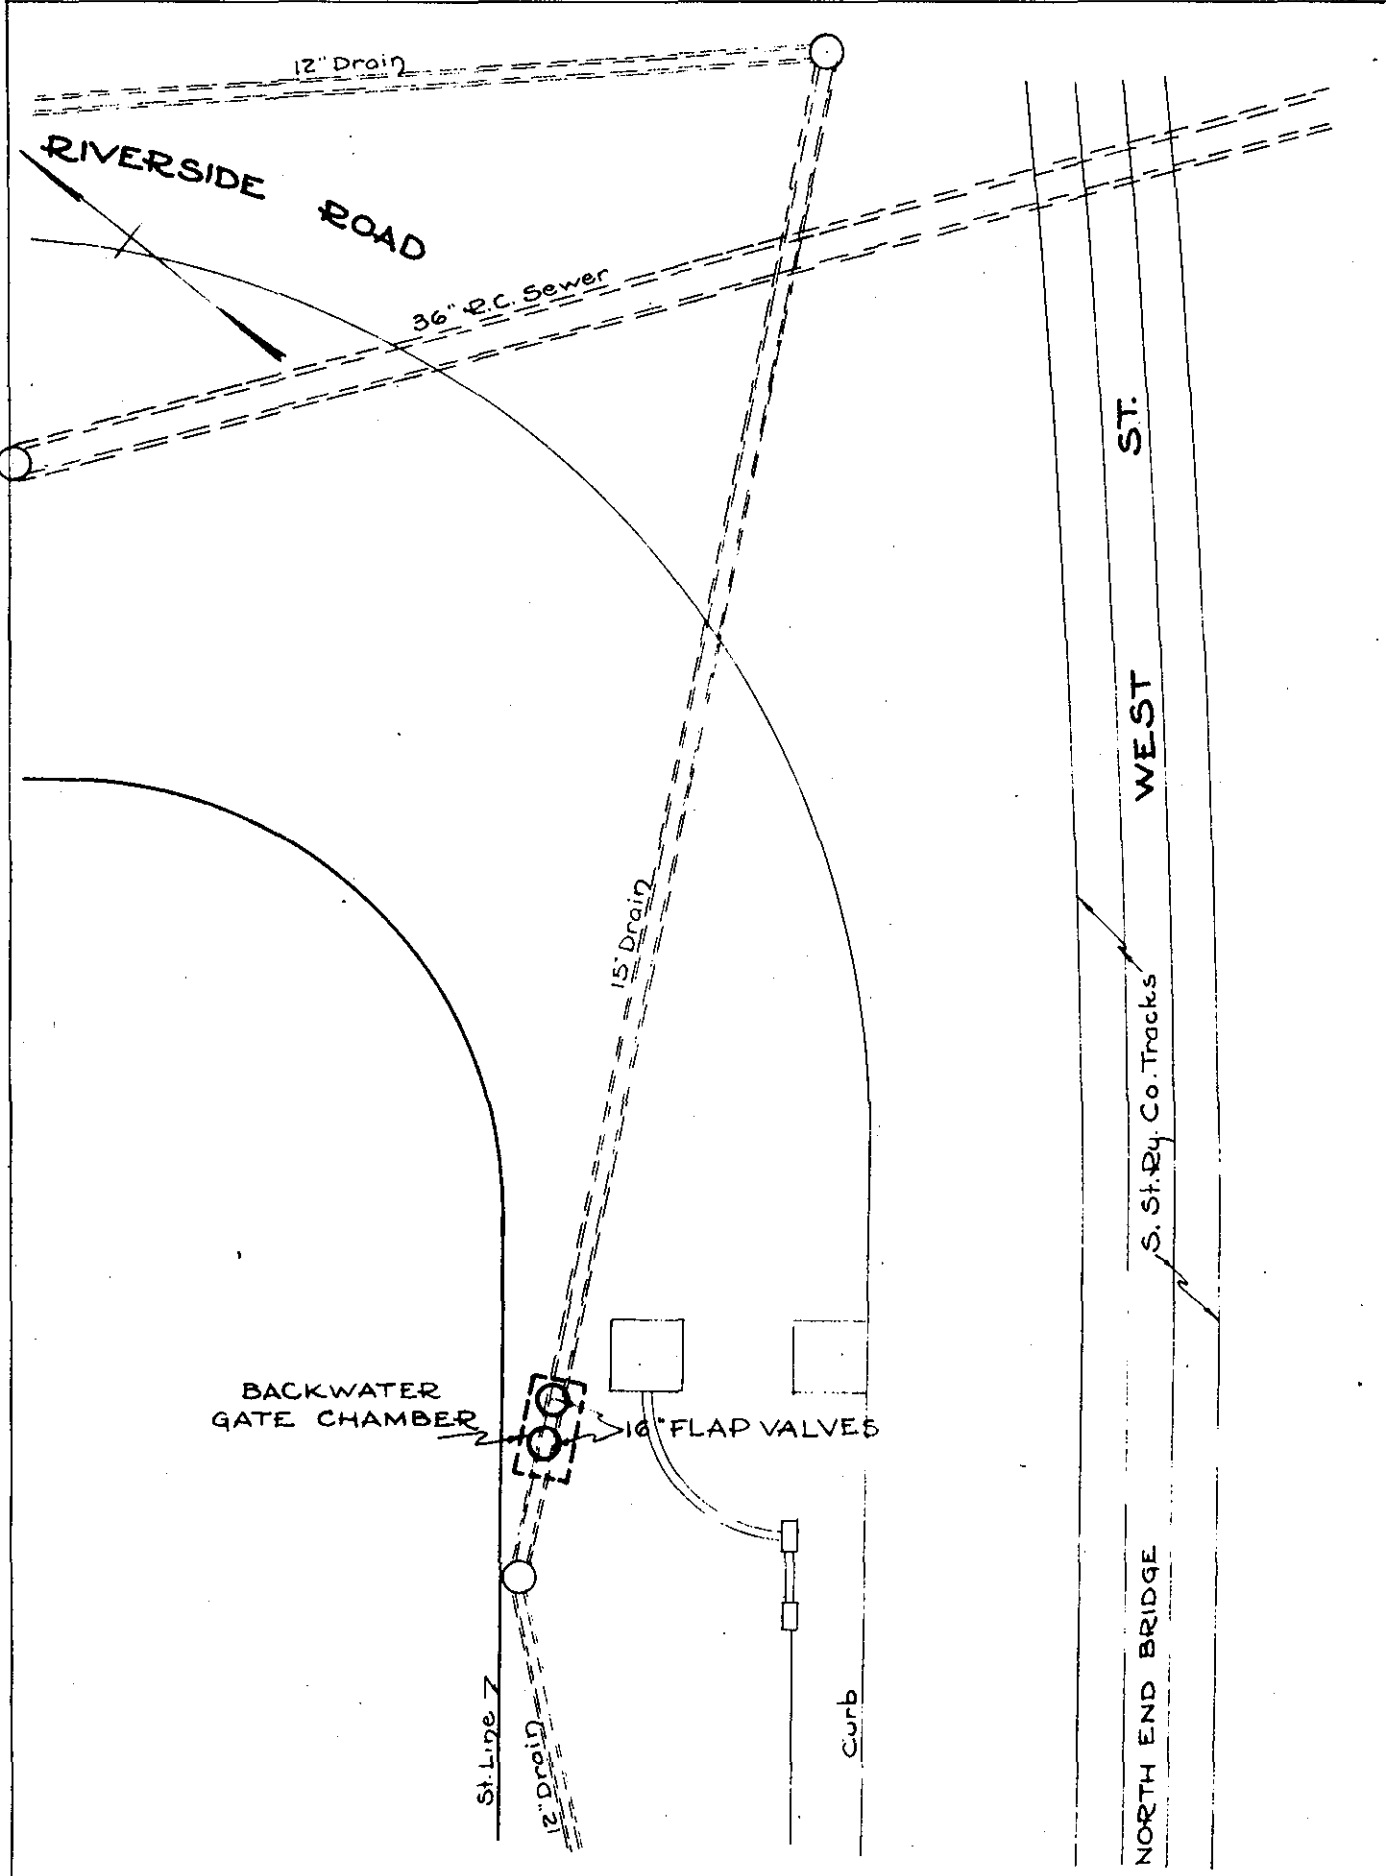 12" Drain
RIVERSIDE ROAD
36" R.C. Sewer
WEST ST.
15" Drain
S. St. Ry. Co. Tracks
BACKWATER
GATE CHAMBER
16" FLAP VALVES
St. Line
12" Drain
Curb
NORTH END BRIDGE